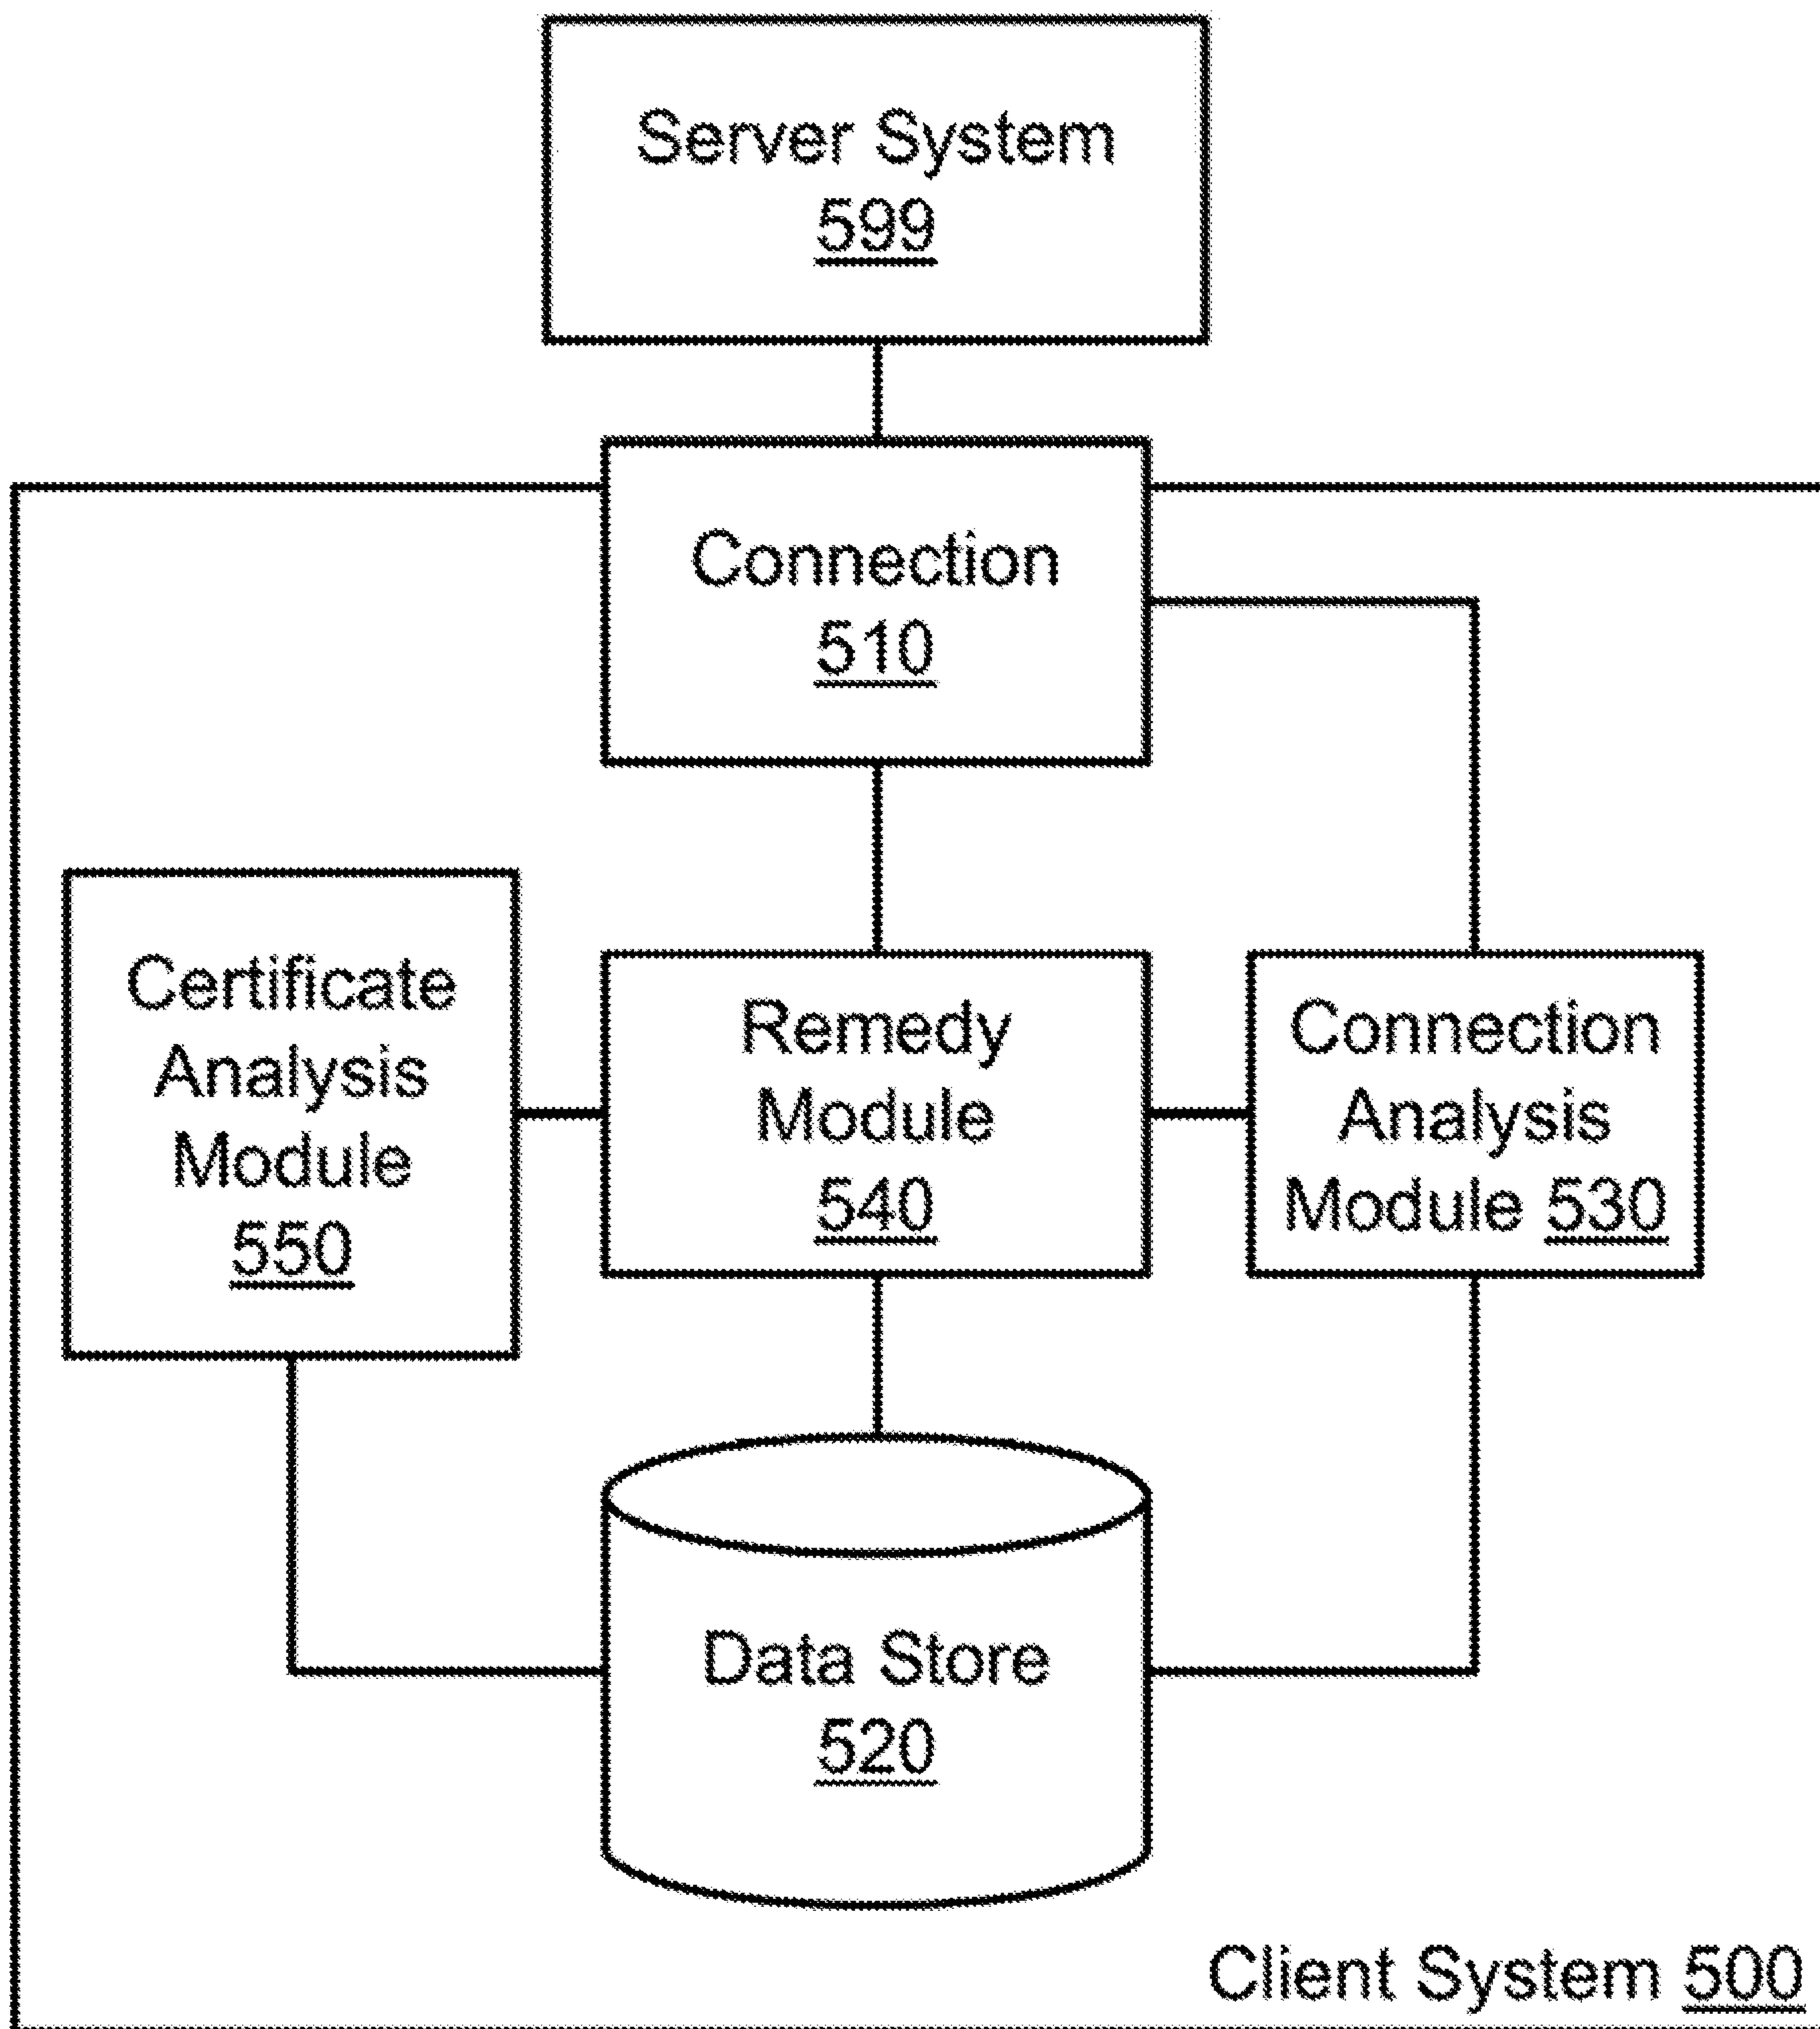 Server System
599
Connection
510
Certificate
Analysis
Module
550
Remedy
Module
540
Connection
Analysis
Module 530
Data Store
520
Client System 500